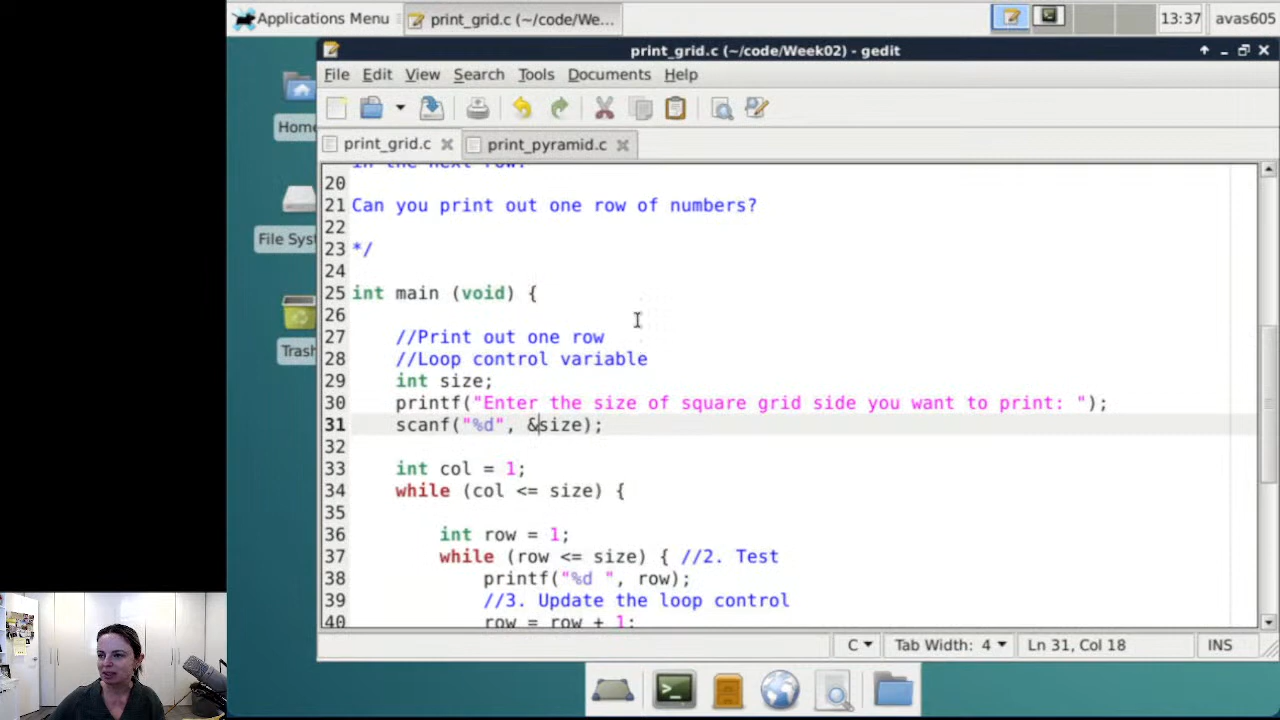 Applications Menu
print_grid.c (~/code/We...
13:37
avas605
print_grid.c (~/code/Week02) - gedit
File Edit View Search Tools Documents Help
print_grid.c
print_pyramid.c
Home
File Sys
Trash
in the next row.
20
21 Can you print out one row of numbers?
22
23 */
24
25 int main (void) {
26
27 //Print out one row
28 //Loop control variable
29 int size;
30 printf("Enter the size of square grid side you want to print: ");
31 scanf("%d", &size);
32
33 int col = 1;
34 while (col <= size) {
35
36 int row = 1;
37 while (row <= size) { //2. Test
38 printf("%d ", row);
39 //3. Update the loop control
40 row = row + 1;
C Tab Width: 4 Ln 31, Col 18 INS